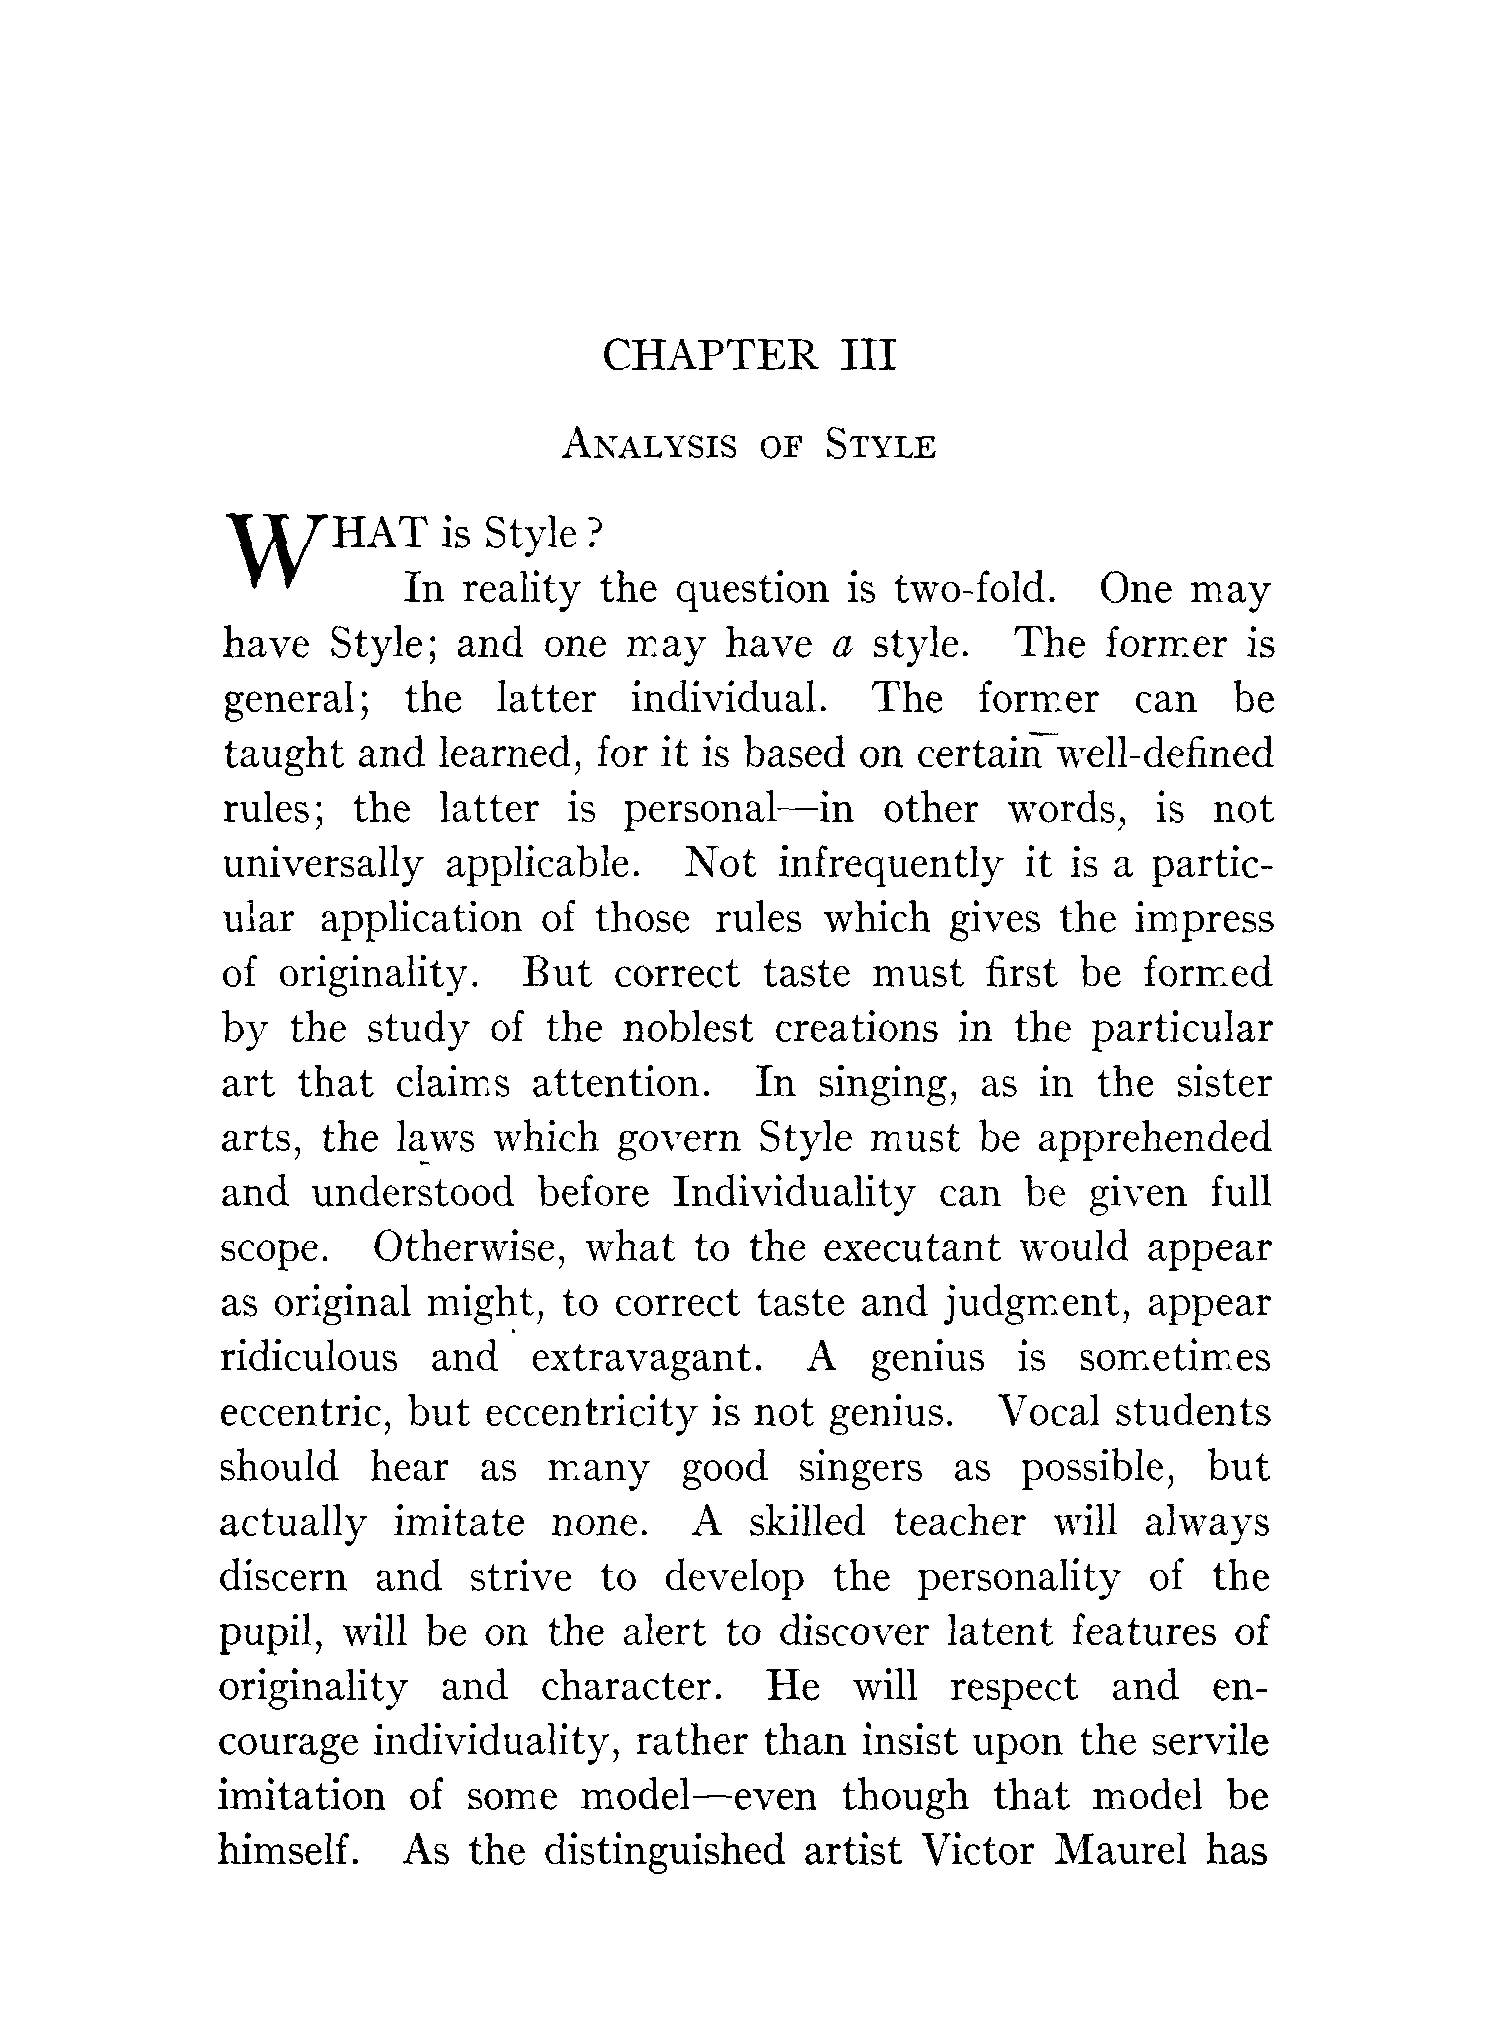 CHAPTER III
Analysis of Style
WHAT is Style?
In reality the question is two-fold. One may
have Style; and one may have a style. The former is
general; the latter individual. The former can be
taught and learned, for it is based on certain well-defined
rules; the latter is personal—in other words, is not
universally applicable. Not infrequently it is a partic-
ular application of those rules which gives the impress
of originality. But correct taste must first be formed
by the study of the noblest creations in the particular
art that claims attention. In singing, as in the sister
arts, the laws which govern Style must be apprehended
and understood before Individuality can be given full
scope. Otherwise, what to the executant would appear
as original might, to correct taste and judgment, appear
ridiculous and extravagant. A genius is sometimes
eccentric, but eccentricity is not genius. Vocal students
should hear as many good singers as possible, but
actually imitate none. A skilled teacher will always
discern and strive to develop the personality of the
pupil, will be on the alert to discover latent features of
originality and character. He will respect and en-
courage individuality, rather than insist upon the servile
imitation of some model—even though that model be
himself. As the distinguished artist Victor Maurel has